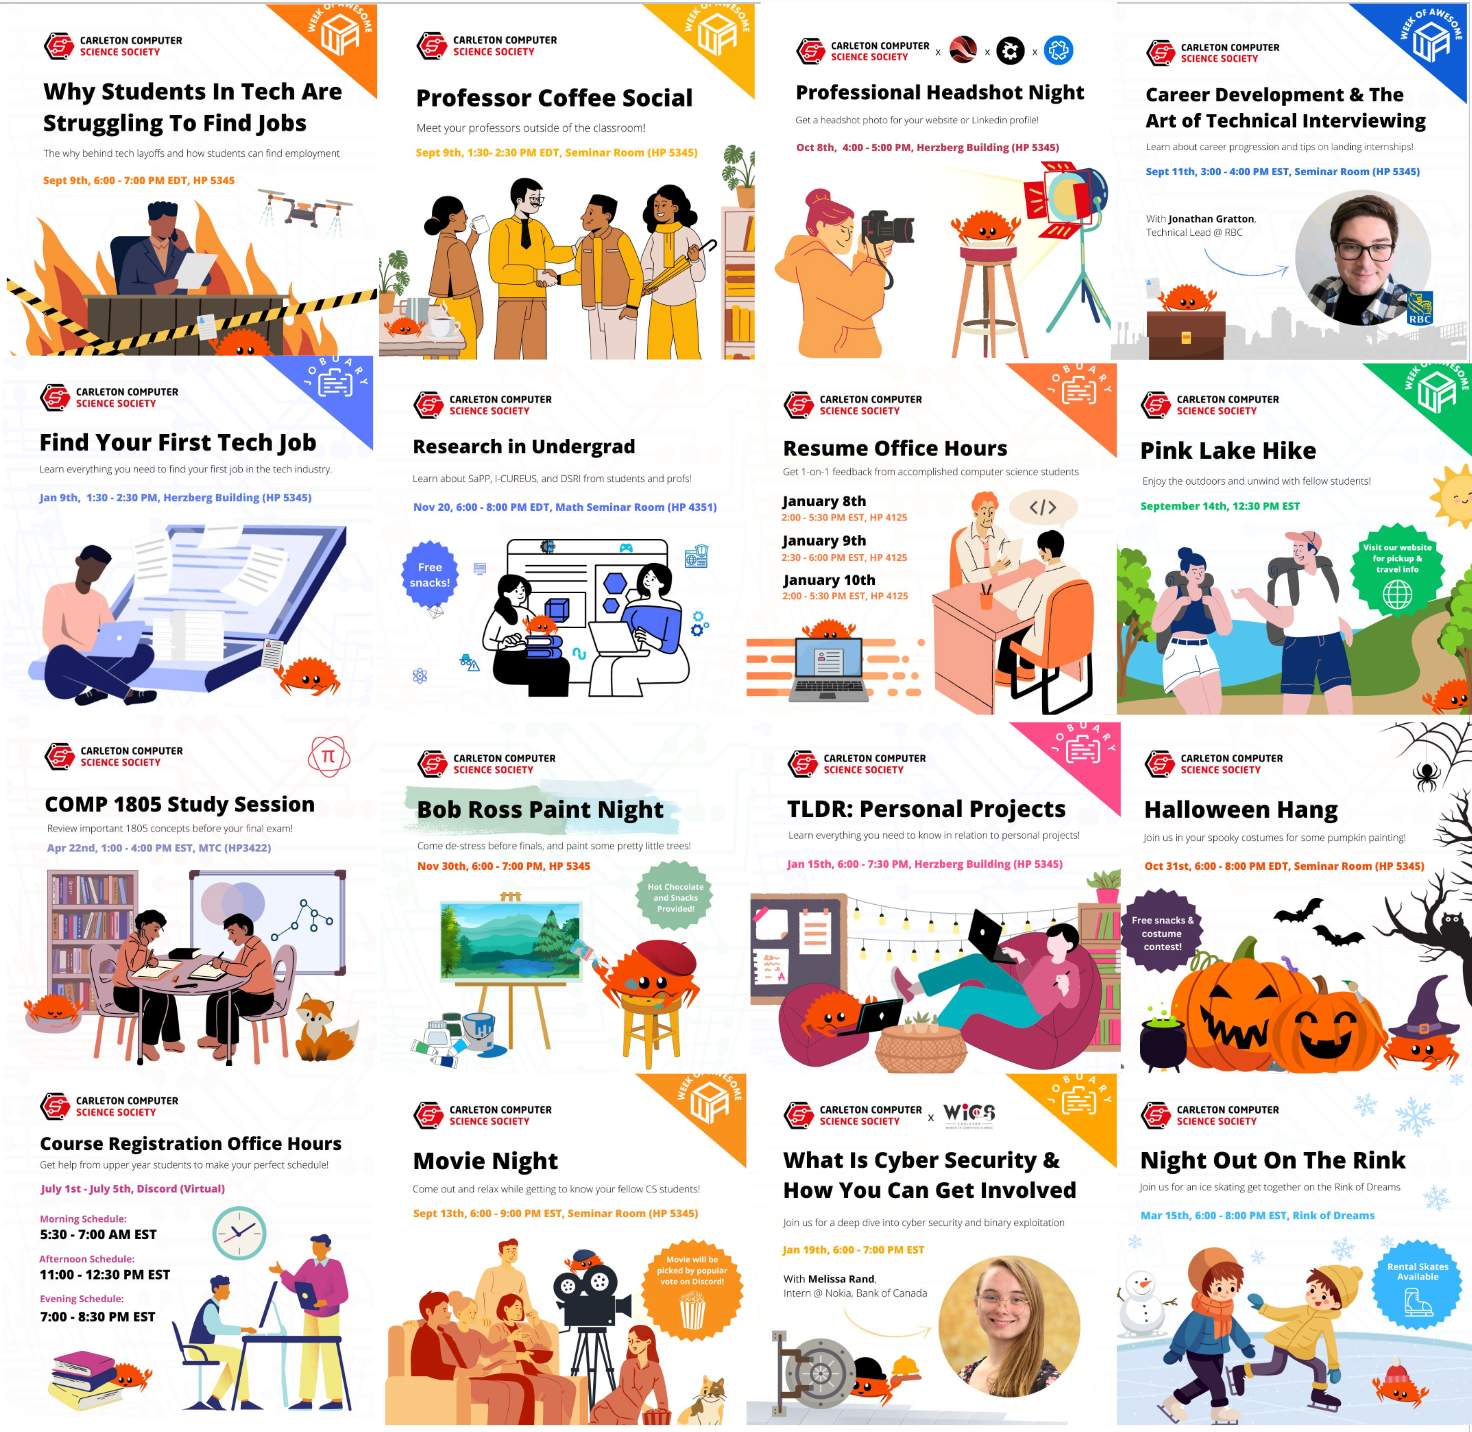 CARLETON COMPUTER
SCIENCE SOCIETY
WEEK OF AWESOME
WA
Why Students In Tech Are
Struggling To Find Jobs
The why behind tech layoffs and how students can find employment
Sept 9th, 6:00 - 7:00 PM EDT, HP 5345
CARLETON COMPUTER
SCIENCE SOCIETY
WEEK OF AWESOME
WA
Professor Coffee Social
Meet your professors outside of the classroom!
Sept 9th, 1:30- 2:30 PM EDT, Seminar Room (HP 5345)
CARLETON COMPUTER
SCIENCE SOCIETY
x x x
Professional Headshot Night
Get a headshot photo for your website or Linkedin profile!
Oct 8th, 4:00 - 5:00 PM, Herzberg Building (HP 5345)
CARLETON COMPUTER
SCIENCE SOCIETY
WEEK OF AWESOME
WA
Career Development & The
Art of Technical Interviewing
Learn about career progression and tips on landing internships!
Sept 11th, 3:00 - 4:00 PM EST, Seminar Room (HP 5345)
With Jonathan Gratton,
Technical Lead @ RBC
RBC
CARLETON COMPUTER
SCIENCE SOCIETY
JOBUARY
Find Your First Tech Job
Learn everything you need to find your first job in the tech industry.
Jan 9th, 1:30 - 2:30 PM, Herzberg Building (HP 5345)
CARLETON COMPUTER
SCIENCE SOCIETY
Research in Undergrad
Learn about SaPP, I-CUREUS, and DSRI from students and profs!
Nov 20, 6:00 - 8:00 PM EDT, Math Seminar Room (HP 4351)
Free
snacks!
CARLETON COMPUTER
SCIENCE SOCIETY
JOBUARY
Resume Office Hours
Get 1-on-1 feedback from accomplished computer science students
January 8th
2:00 - 5:30 PM EST, HP 4125
January 9th
2:30 - 6:00 PM EST, HP 4125
January 10th
2:00 - 5:30 PM EST, HP 4125
</>
CARLETON COMPUTER
SCIENCE SOCIETY
WEEK OF AWESOME
WA
Pink Lake Hike
Enjoy the outdoors and unwind with fellow students!
September 14th, 12:30 PM EST
Visit our website
for pickup &
travel info
CARLETON COMPUTER
SCIENCE SOCIETY
π
COMP 1805 Study Session
Review important 1805 concepts before your final exam!
Apr 22nd, 1:00 - 4:00 PM EST, MTC (HP3422)
CARLETON COMPUTER
SCIENCE SOCIETY
Bob Ross Paint Night
Come de-stress before finals, and paint some pretty little trees!
Nov 30th, 6:00 - 7:00 PM, HP 5345
Hot Chocolate
and Snacks
Provided!
CARLETON COMPUTER
SCIENCE SOCIETY
JOBUARY
TLDR: Personal Projects
Learn everything you need to know in relation to personal projects!
Jan 15th, 6:00 - 7:30 PM, Herzberg Building (HP 5345)
A
CARLETON COMPUTER
SCIENCE SOCIETY
Halloween Hang
Join us in your spooky costumes for some pumpkin painting!
Oct 31st, 6:00 - 8:00 PM EDT, Seminar Room (HP 5345)
Free snacks &
costume
contest!
CARLETON COMPUTER
SCIENCE SOCIETY
Course Registration Office Hours
Get help from upper year students to make your perfect schedule!
July 1st - July 5th, Discord (Virtual)
Morning Schedule:
5:30 - 7:00 AM EST
Afternoon Schedule:
11:00 - 12:30 PM EST
Evening Schedule:
7:00 - 8:30 PM EST
CARLETON COMPUTER
SCIENCE SOCIETY
WEEK OF AWESOME
WA
Movie Night
Come out and relax while getting to know your fellow CS students!
Sept 13th, 6:00 - 9:00 PM EST, Seminar Room (HP 5345)
Movie will be
picked by popular
vote on Discord!
CARLETON COMPUTER
SCIENCE SOCIETY
x WiCS
JOBUARY
What Is Cyber Security &
How You Can Get Involved
Join us for a deep dive into cyber security and binary exploitation
Jan 19th, 6:00 - 7:00 PM EST
With Melissa Rand,
Intern @ Nokia, Bank of Canada
CARLETON COMPUTER
SCIENCE SOCIETY
Night Out On The Rink
Join us for an ice skating get together on the Rink of Dreams
Mar 15th, 6:00 - 8:00 PM EST, Rink of Dreams
Rental Skates
Available